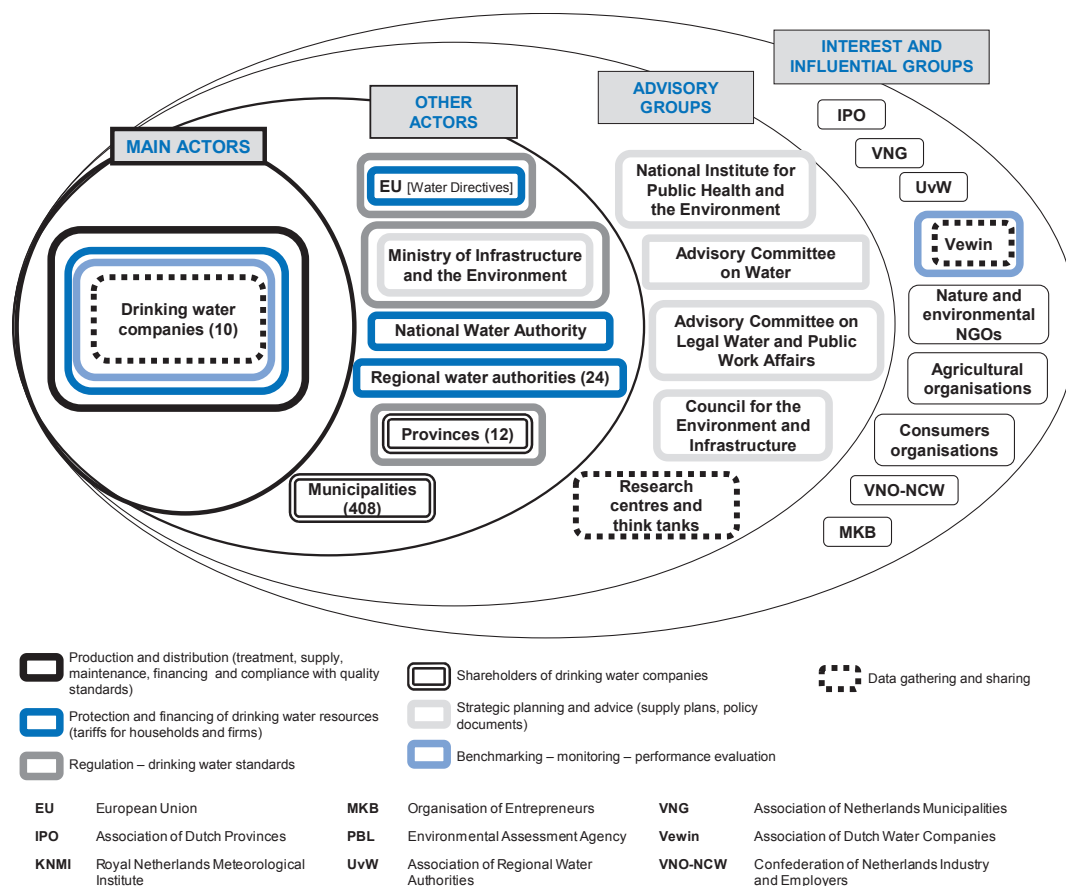 INTEREST AND
INFLUENTIAL GROUPS
ADVISORY
GROUPS
OTHER
ACTORS
MAIN ACTORS
Drinking water
companies (10)
EU [Water Directives]
Ministry of Infrastructure
and the Environment
National Water Authority
Regional water authorities (24)
Provinces (12)
Municipalities
(408)
National Institute for
Public Health and
the Environment
Advisory Committee
on Water
Advisory Committee on
Legal Water and Public
Work Affairs
Council for the
Environment and
Infrastructure
Research
centres and
think tanks
IPO
VNG
UvW
Vewin
Nature and
environmental
NGOs
Agricultural
organisations
Consumers
organisations
VNO-NCW
MKB
Production and distribution (treatment, supply,
maintenance, financing and compliance with quality
standards)
Protection and financing of drinking water resources
(tariffs for households and firms)
Regulation – drinking water standards
Shareholders of drinking water companies
Strategic planning and advice (supply plans, policy
documents)
Benchmarking – monitoring – performance evaluation
Data gathering and sharing
EU European Union
IPO Association of Dutch Provinces
KNMI Royal Netherlands Meteorological
Institute
MKB Organisation of Entrepreneurs
PBL Environmental Assessment Agency
UvW Association of Regional Water
Authorities
VNG Association of Netherlands Municipalities
Vewin Association of Dutch Water Companies
VNO-NCW Confederation of Netherlands Industry
and Employers